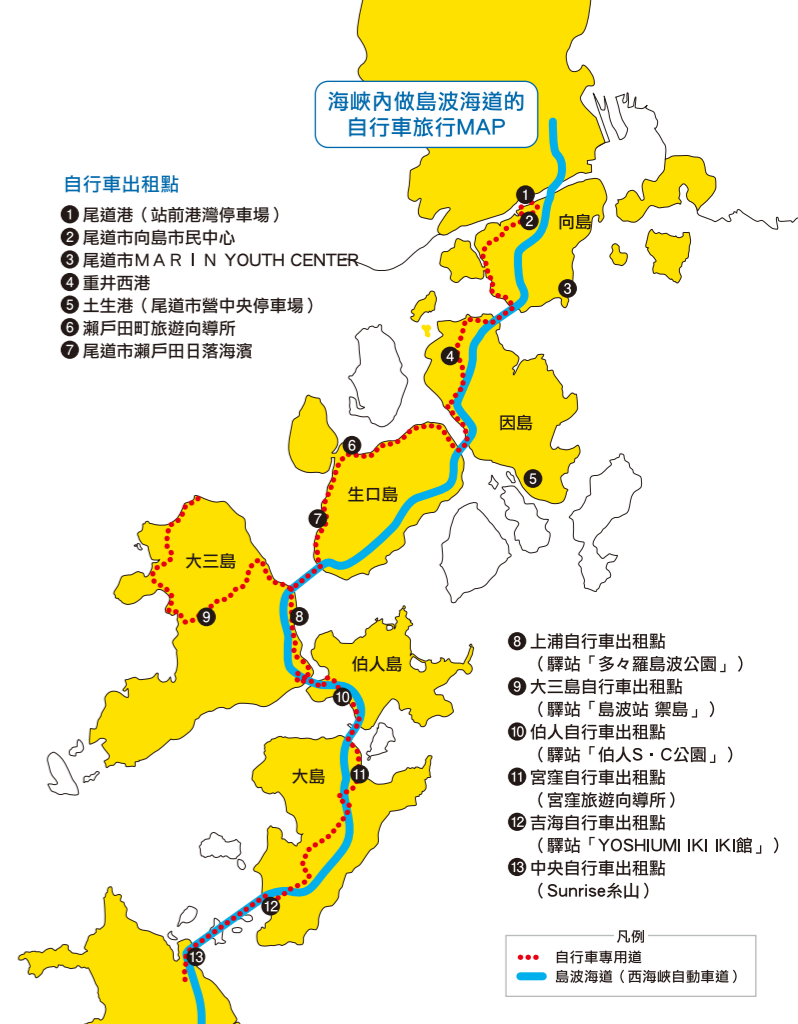 海峽內做島波海道的
自行車旅行MAP
自行車出租點
❶ 尾道港（站前港灣停車場）
❷ 尾道市向島市民中心
❸ 尾道市ＭＡＲＩＮ YOUTH CENTER
❹ 重井西港
❺ 土生港（尾道市營中央停車場）
❻ 瀨戶田町旅遊向導所
❼ 尾道市瀨戶田日落海濱
1
2
向島
3
4
因島
5
6
生口島
7
大三島
9
8
伯人島
10
大島
11
12
13
❽ 上浦自行車出租點
（驛站「多々羅島波公園」）
❾ 大三島自行車出租點
（驛站「島波站 禦島」）
❿ 伯人自行車出租點
（驛站「伯人S・C公園」）
⓫ 宮窪自行車出租點
（宮窪旅遊向導所）
⓬ 吉海自行車出租點
（驛站「YOSHIUMI IKI IKI館」）
⓭ 中央自行車出租點
（Sunrise糸山）
凡例
自行車專用道
島波海道（西海峽自動車道）